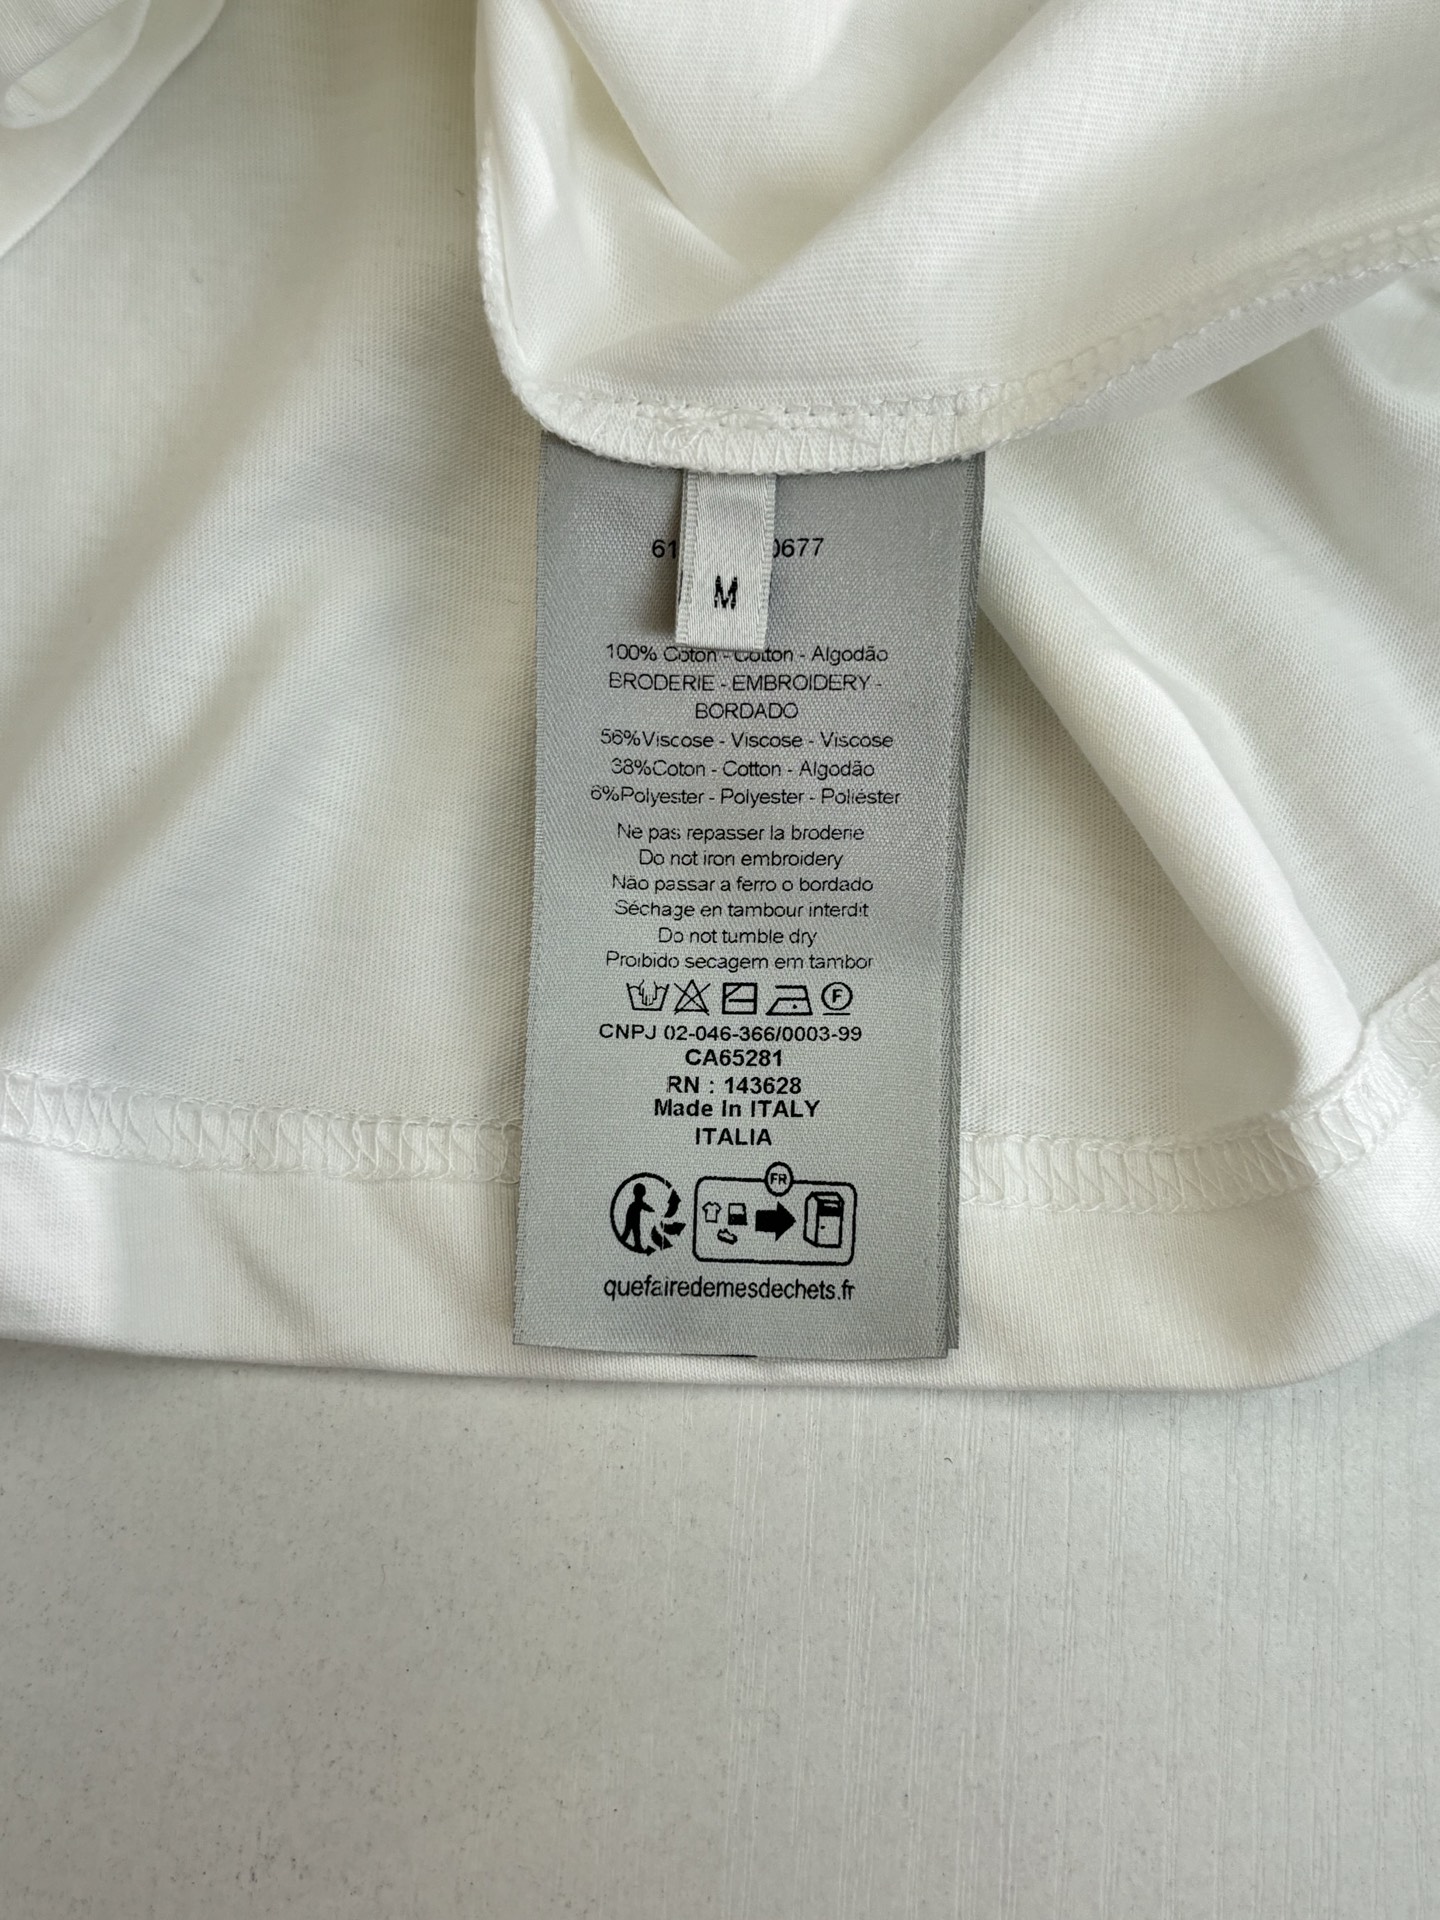 M
100% Coton - Cotton - Algodão
BRODERIE - EMBROIDERY -
BORDADO
56%Viscose - Viscose - Viscose
38%Coton - Cotton - Algodão
6%Polyester - Polyester - Poliéster
Ne pas repasser la broderie
Do not iron embroidery
Não passar a ferro o bordado
Séchage en tambour interdit
Do not tumble dry
Proibido secagem em tambor
F
CNPJ 02-046-366/0003-99
CA65281
RN : 143628
Made In ITALY
ITALIA
FR
quefairedemesdechets.fr